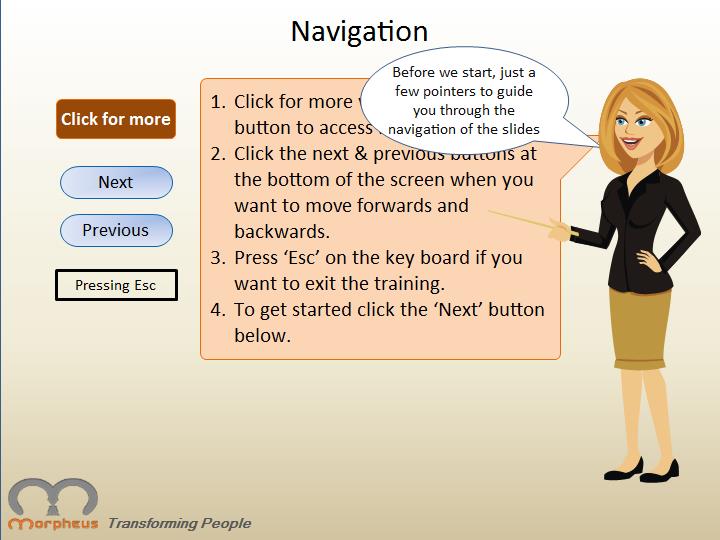 Navigation
Before we start, just a
few pointers to guide
you through the
navigation of the slides
Click for more
Next
Previous
Pressing Esc
1. Click for more
button to access
2. Click the next & previous buttons at
the bottom of the screen when you
want to move forwards and
backwards.
3. Press ‘Esc’ on the key board if you
want to exit the training.
4. To get started click the ‘Next’ button
below.
morpheus Transforming People